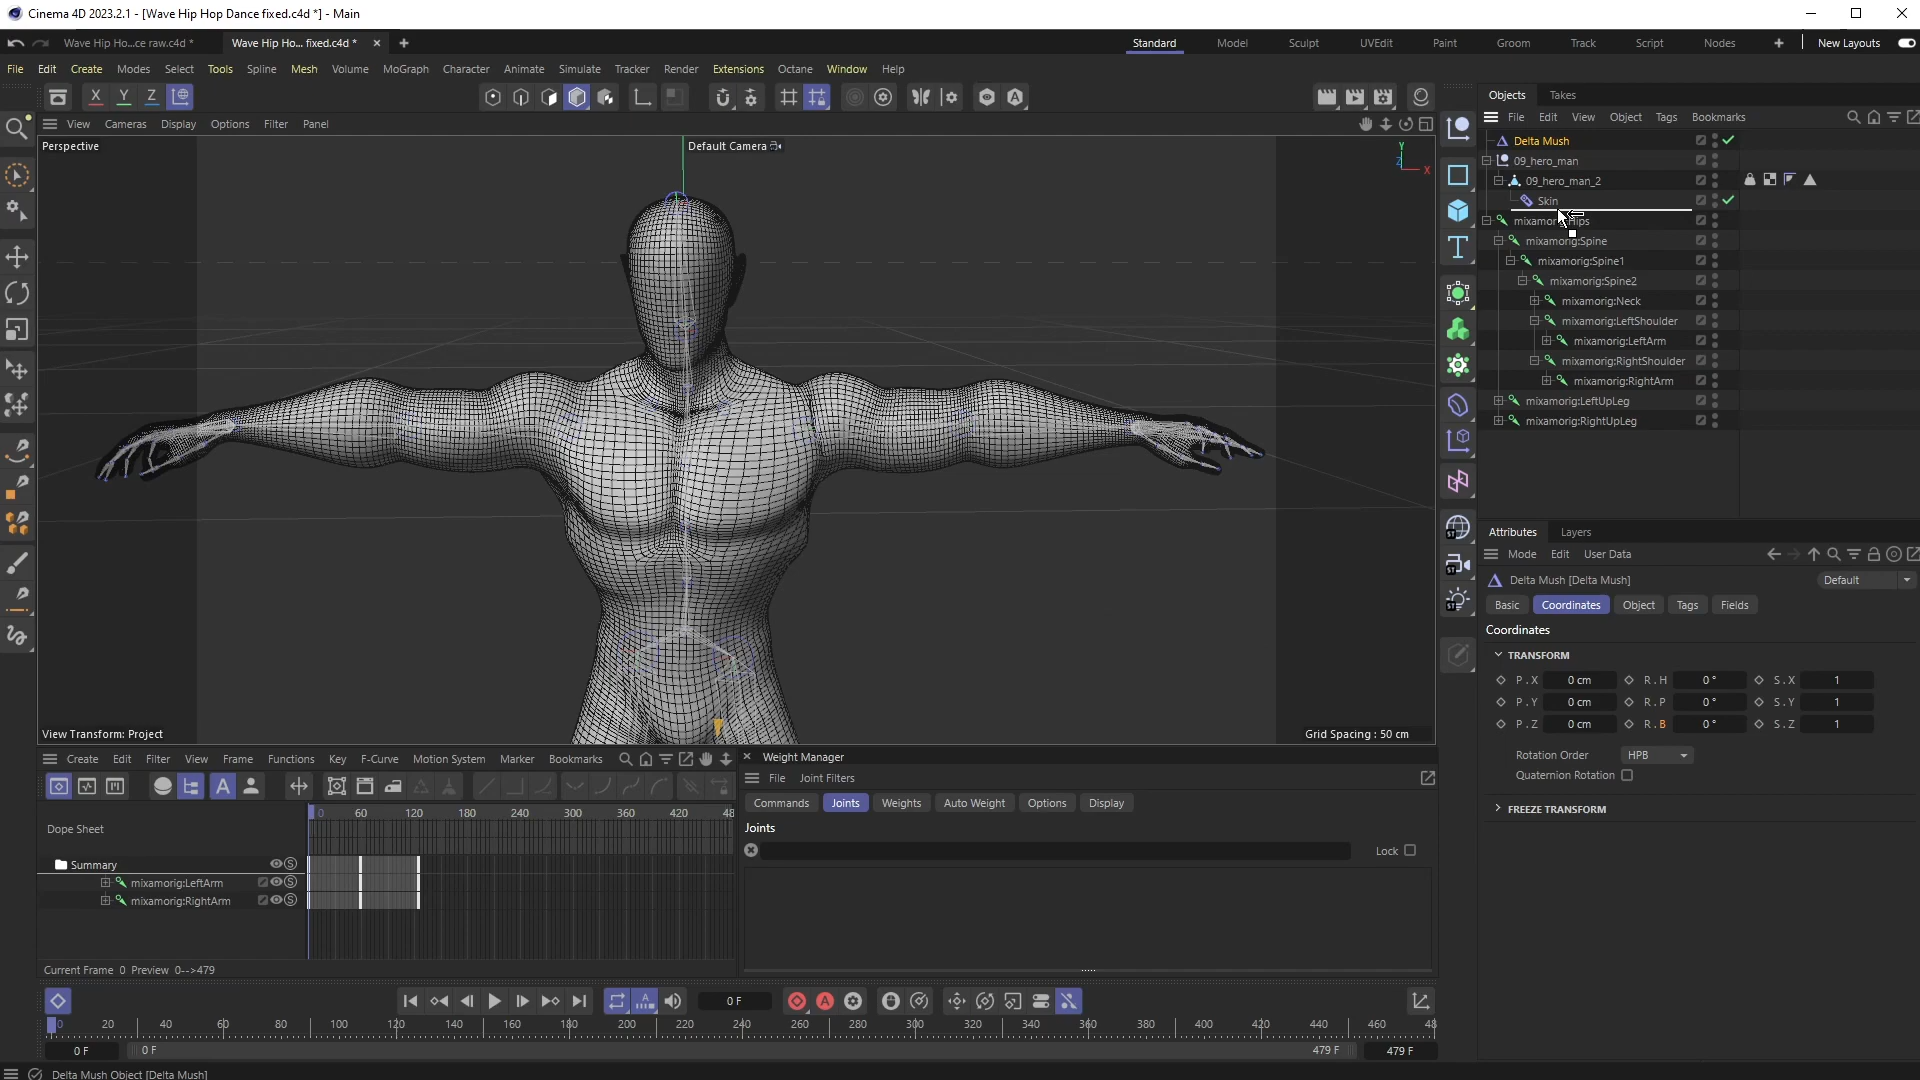 Cinema 4D 2023.2.1 - [Wave Hip Hop Dance fixed.c4d *] - Main
Wave Hip Ho...ce raw.c4d *
Wave Hip Ho... fixed.c4d *
Standard
Model
Sculpt
UVEdit
Paint
Groom
Track
Script
Nodes
New Layouts
File Edit Create Modes Select Tools Spline Mesh Volume MoGraph Character Animate Simulate Tracker Render Extensions Octane Window Help
X Y Z
Objects Takes
View Cameras Display Options Filter Panel
File Edit View Object Tags Bookmarks
Perspective
Default Camera
Y
Z
X
Delta Mush
09_hero_man
09_hero_man_2
Skin
mixamorig:Hips
mixamorig:Spine
mixamorig:Spine1
mixamorig:Spine2
mixamorig:Neck
mixamorig:LeftShoulder
mixamorig:LeftArm
mixamorig:RightShoulder
mixamorig:RightArm
mixamorig:LeftUpLeg
mixamorig:RightUpLeg
Attributes Layers
Mode Edit User Data
Delta Mush [Delta Mush]
Default
Basic Coordinates Object Tags Fields
Coordinates
TRANSFORM
P . X 0 cm R . H 0 ° S . X 1
P . Y 0 cm R . P 0 ° S . Y 1
P . Z 0 cm R . B 0 ° S . Z 1
Rotation Order HPB
Quaternion Rotation
FREEZE TRANSFORM
View Transform: Project
Grid Spacing : 50 cm
Create Edit Filter View Frame Functions Key F-Curve Motion System Marker Bookmarks
Weight Manager
File Joint Filters
Commands Joints Weights Auto Weight Options Display
Joints
Lock
0 60 120 180 240 300 360 420 48
Dope Sheet
Summary
mixamorig:LeftArm
mixamorig:RightArm
Current Frame 0 Preview 0-->479
0 F
0 20 40 60 80 100 120 140 160 180 200 220 240 260 280 300 320 340 360 380 400 420 440 460 48
0 F
0 F
479 F
479 F
Delta Mush Object [Delta Mush]